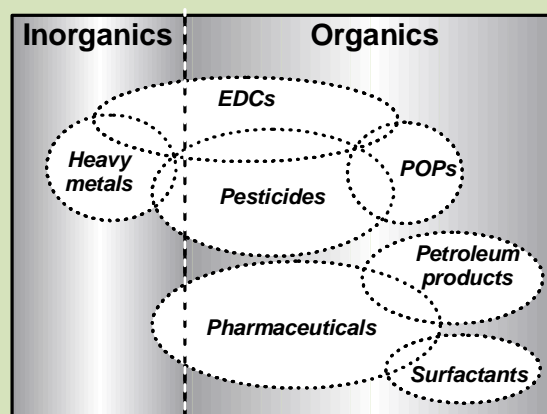 Inorganics
Organics
EDCs
Heavy
metals
POPs
Pesticides
Petroleum
products
Pharmaceuticals
Surfactants